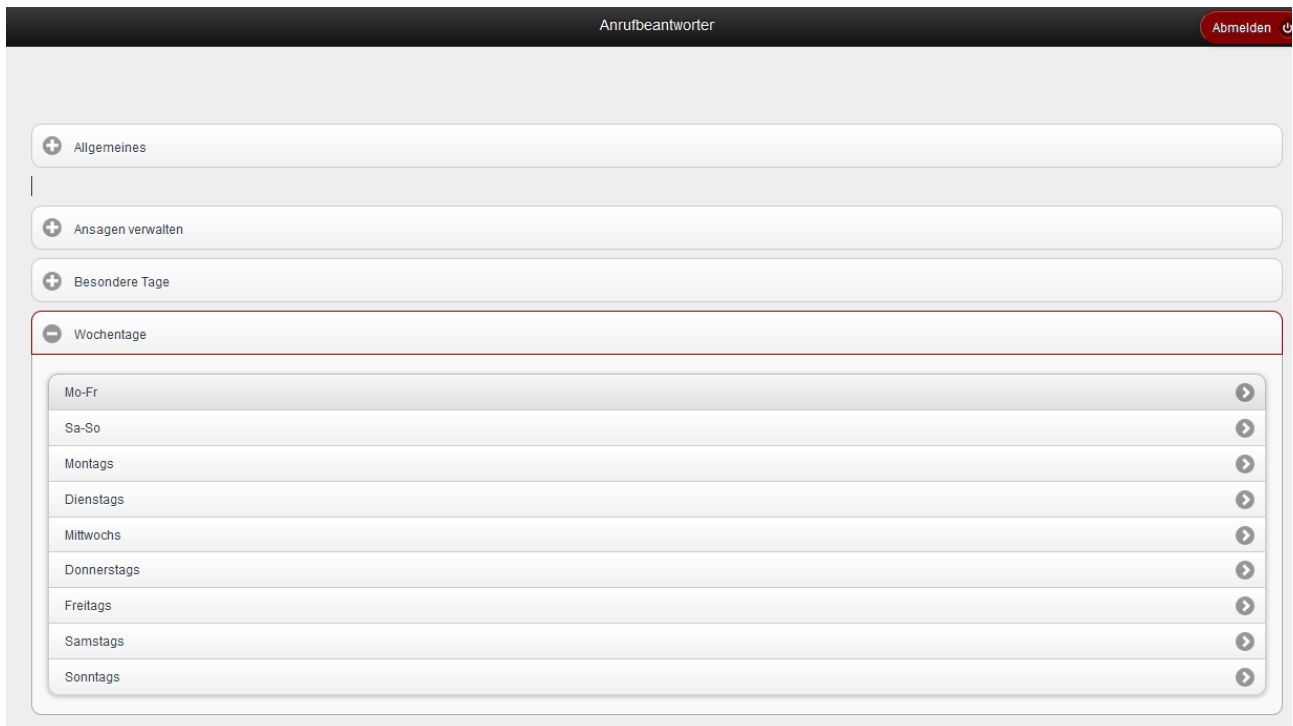 Anrufbeantworter
Abmelden
Allgemeines
Ansagen verwalten
Besondere Tage
Wochentage
Mo-Fr
Sa-So
Montags
Dienstags
Mittwochs
Donnerstags
Freitags
Samstags
Sonntags